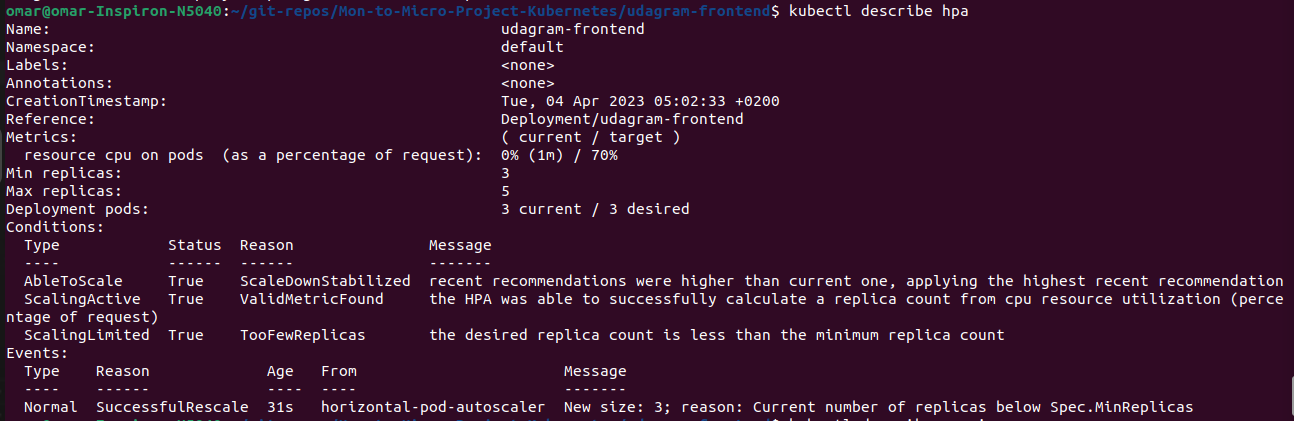 omar@omar-Inspiron-N5040:~/git-repos/Mon-to-Micro-Project-Kubernetes/udagram-frontend$ kubectl describe hpa
Name:                                                  udagram-frontend
Namespace:                                             default
Labels:                                                <none>
Annotations:                                           <none>
CreationTimestamp:                                     Tue, 04 Apr 2023 05:02:33 +0200
Reference:                                             Deployment/udagram-frontend
Metrics:                                               ( current / target )
  resource cpu on pods  (as a percentage of request):  0% (1m) / 70%
Min replicas:                                          3
Max replicas:                                          5
Deployment pods:                                       3 current / 3 desired
Conditions:
  Type            Status  Reason               Message
  ----            ------  ------               -------
  AbleToScale     True    ScaleDownStabilized  recent recommendations were higher than current one, applying the highest recent recommendation
  ScalingActive   True    ValidMetricFound     the HPA was able to successfully calculate a replica count from cpu resource utilization (perce
ntage of request)
  ScalingLimited  True    TooFewReplicas       the desired replica count is less than the minimum replica count
Events:
  Type    Reason             Age   From                       Message
  ----    ------             ----  ----                       -------
  Normal  SuccessfulRescale  31s   horizontal-pod-autoscaler  New size: 3; reason: Current number of replicas below Spec.MinReplicas